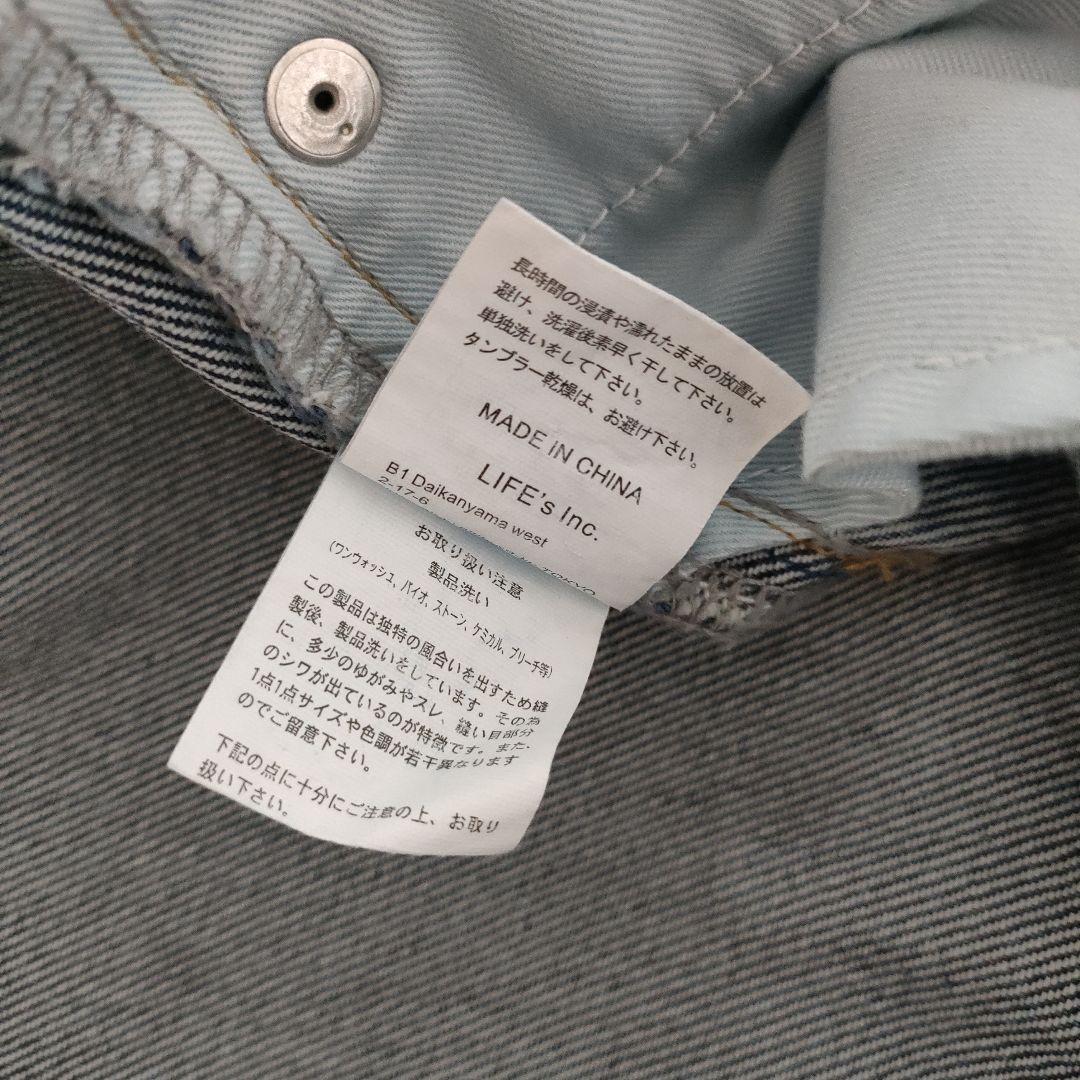 長時間の浸漬や濡れたままの放置は
避け、洗濯後素早く干して下さい。
単独洗いをして下さい。
タンブラー乾燥は、お避け下さい。
MADE IN CHINA
LIFE's Inc.
B1 Daikanyama west
2-17-6
TOKYO
お取り扱い注意
製品洗い
(ワンウォッシュ、バイオ、ストーン、ケミカル、ブリーチ等)
この製品は独特の風合いを出すため縫
製後、製品洗いをしています。その為
に、多少のゆがみやスレ、縫い目部分
のシワが出ているのが特徴です。また、
1点1点サイズや色調が若干異なります
のでご留意下さい。
下記の点に十分にご注意の上、お取り
扱い下さい。